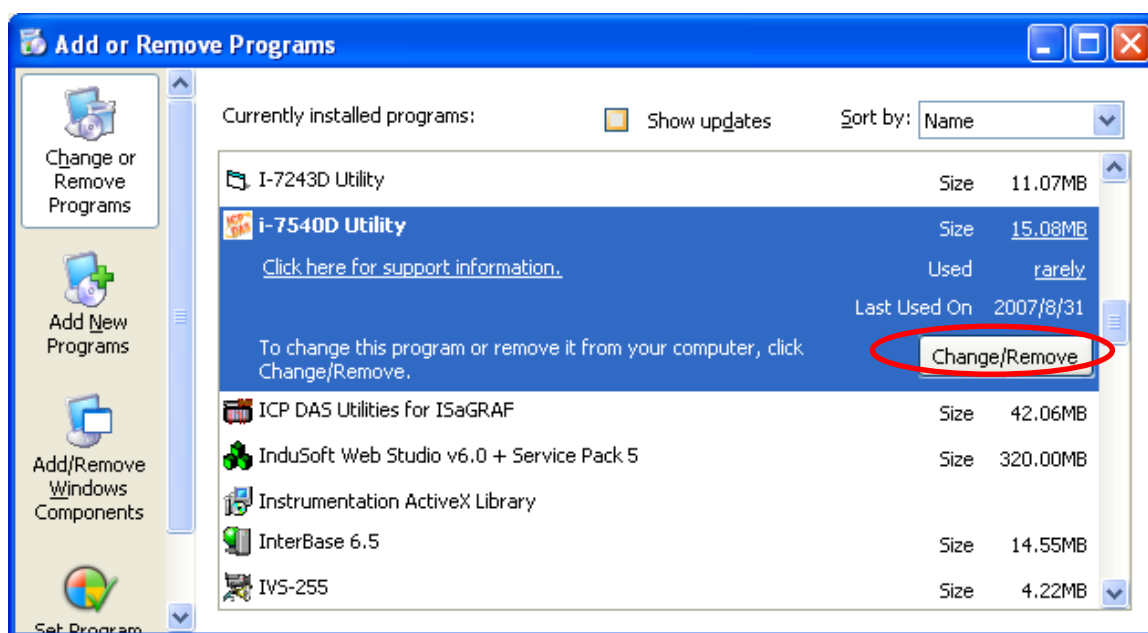 Add or Remove Programs
Change or
Remove
Programs
Add New
Programs
Add/Remove
Windows
Components
Set Program
Currently installed programs:
Show updates
Sort by: Name
I-7243D Utility Size 11.07MB
ICP
DAS
i-7540D Utility Size 15.08MB
Click here for support information. Used rarely
Last Used On 2007/8/31
To change this program or remove it from your computer, click
Change/Remove.
Change/Remove
ICP DAS Utilities for ISaGRAF Size 42.06MB
InduSoft Web Studio v6.0 + Service Pack 5 Size 320.00MB
Instrumentation ActiveX Library
InterBase 6.5 Size 14.55MB
IVS-255 Size 4.22MB